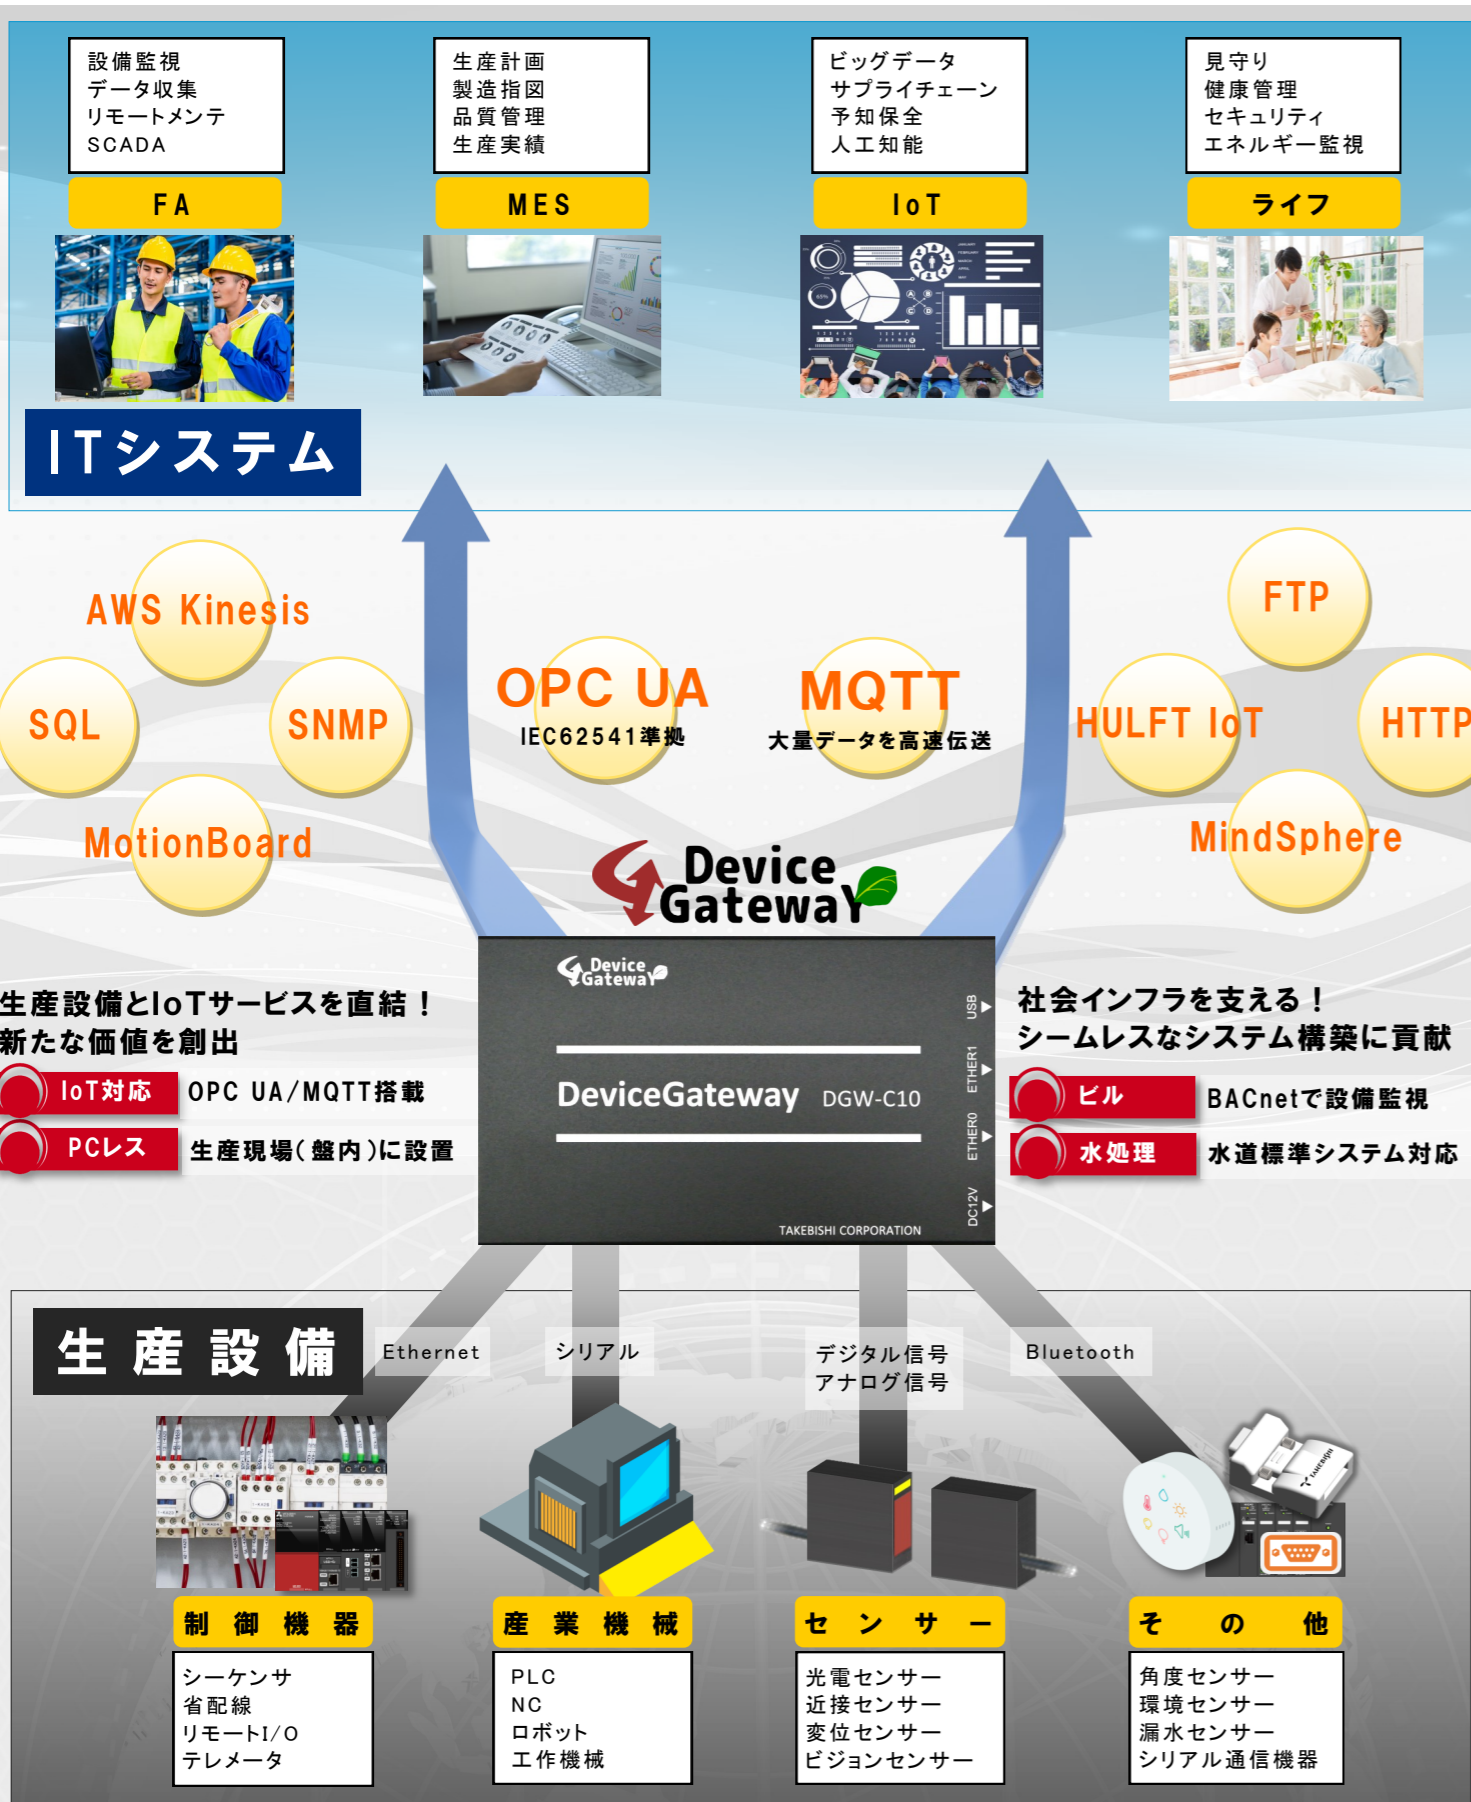 設備監視
データ収集
リモートメンテ
SCADA
FA
生産計画
製造指図
品質管理
生産実績
MES
ビッグデータ
サプライチェーン
予知保全
人工知能
IoT
見守り
健康管理
セキュリティ
エネルギー監視
ライフ
ITシステム
AWS Kinesis
SQL
SNMP
MotionBoard
OPC UA
IEC62541準拠
MQTT
大量データを高速伝送
FTP
HULFT IoT
HTTP
MindSphere
Device
Gateway
生産設備とIoTサービスを直結！
新たな価値を創出
IoT対応 OPC UA/MQTT搭載
PCレス 生産現場(盤内)に設置
Device
Gateway
DeviceGateway DGW-C10
USB
ETHER1
ETHER0
DC12V
TAKEBISHI CORPORATION
社会インフラを支える！
シームレスなシステム構築に貢献
ビル BACnetで設備監視
水処理 水道標準システム対応
生産設備
Ethernet
シリアル
デジタル信号
アナログ信号
Bluetooth
制御機器
シーケンサ
省配線
リモートI/O
テレメータ
産業機械
PLC
NC
ロボット
工作機械
センサー
光電センサー
近接センサー
変位センサー
ビジョンセンサー
その他
角度センサー
環境センサー
漏水センサー
シリアル通信機器